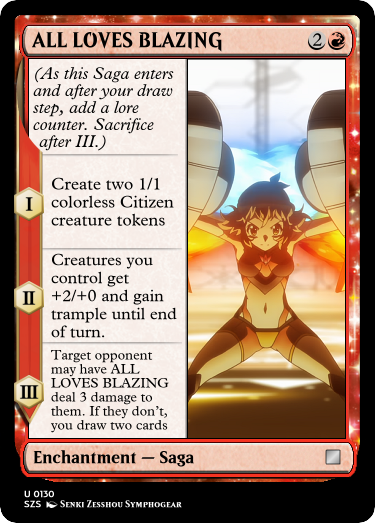 ALL LOVES BLAZING 2
(As this Saga enters
and after your draw
step, add a lore
counter. Sacrifice
after III.)
I
Create two 1/1
colorless Citizen
creature tokens
II
Creatures you
control get
+2/+0 and gain
trample until end
of turn.
III
Target opponent
may have ALL
LOVES BLAZING
deal 3 damage to
them. If they don't,
you draw two cards
Enchantment — Saga
U 0130
SZS Senki Zesshou Symphogear